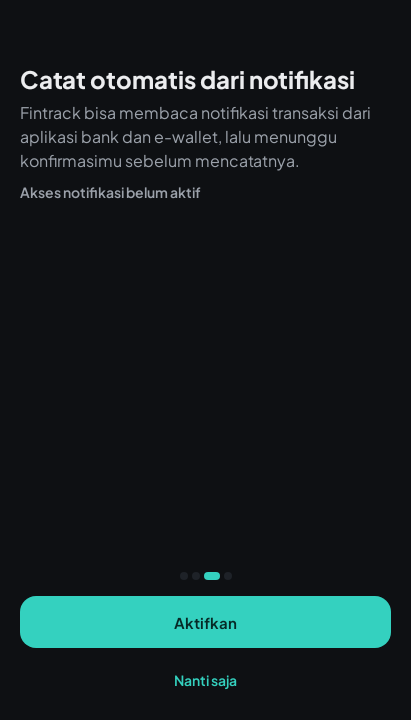 Catat otomatis dari notifikasi
Fintrack bisa membaca notifikasi transaksi dari
aplikasi bank dan e-wallet, lalu menunggu
konfirmasimu sebelum mencatatnya.
Akses notifikasi belum aktif
Aktifkan
Nanti saja